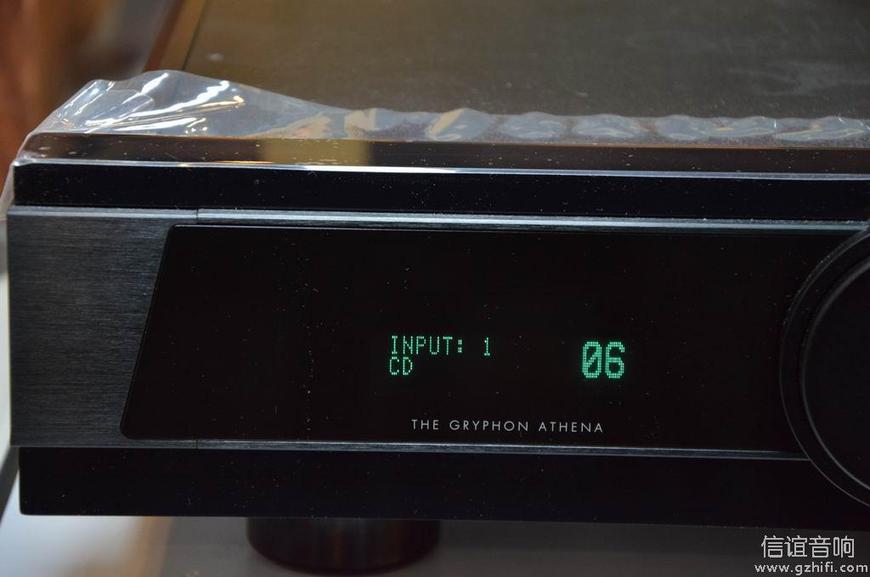 INPUT: 1
CD
06
THE GRYPHON ATHENA
信谊音响
www.gzhifi.com